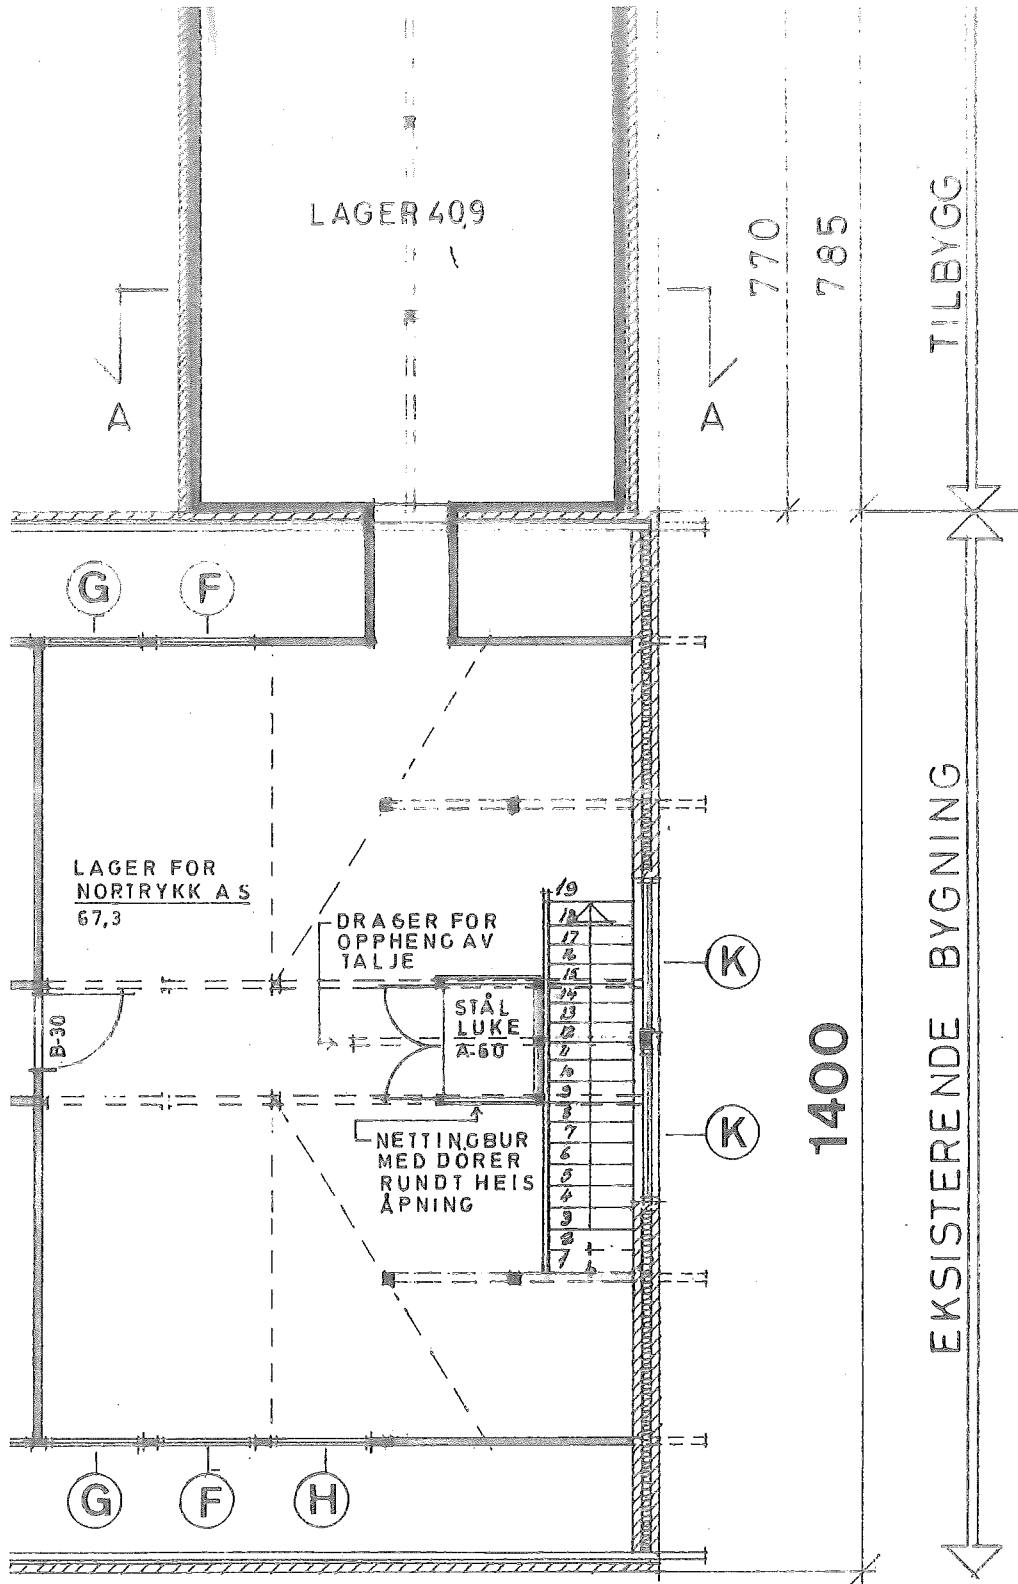 LAGER 40,9
770
785
TILBYGG
A
A
G
F
LAGER FOR
NORTRYKK A S
67,3
DRAGER FOR
OPPHENG AV
TALJE
STÅL
LUKE
A-60
B-30
NETTINGBUR
MED DÖRER
RUNDT HEIS
ÅPNING
19
18
17
16
15
14
13
12
11
10
9
8
7
6
5
4
3
2
1
K
K
1400
EKSISTERENDE BYGNING
G
F
H